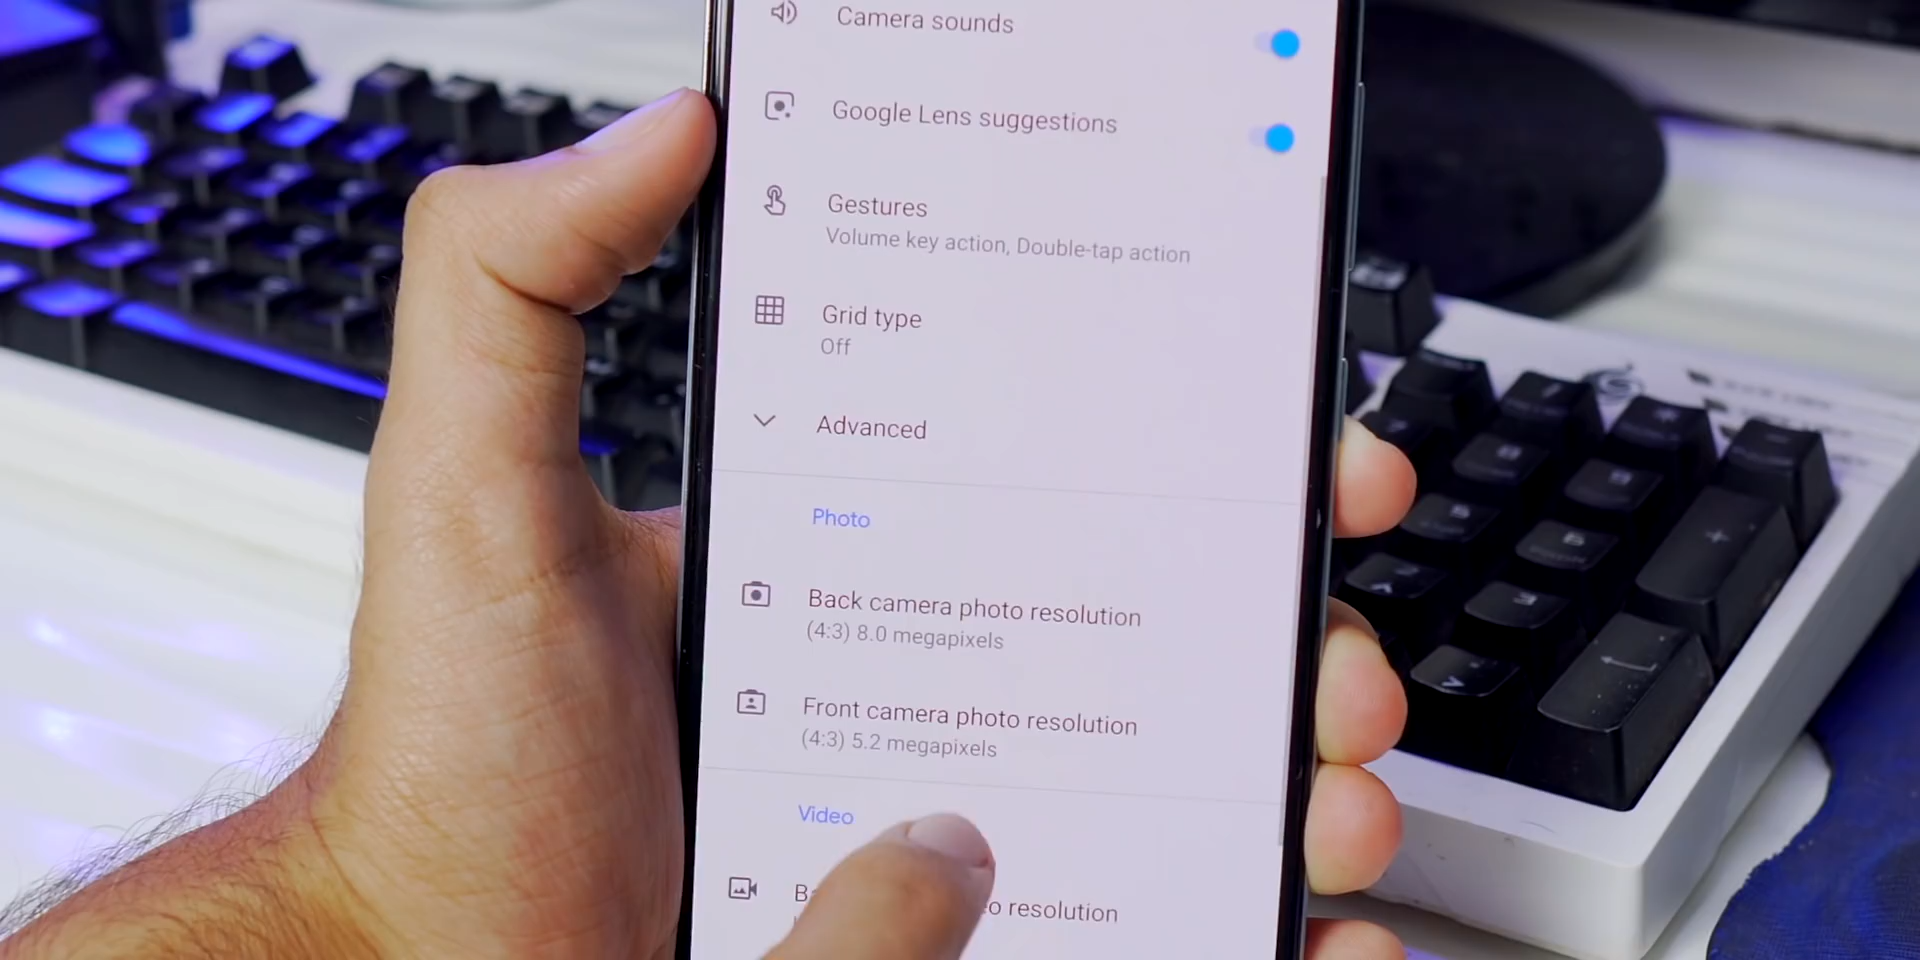 Camera sounds
Google Lens suggestions
Gestures
Volume key action, Double-tap action
Grid type
Off
Advanced
Photo
Back camera photo resolution
(4:3) 8.0 megapixels
Front camera photo resolution
(4:3) 5.2 megapixels
Video
resolution